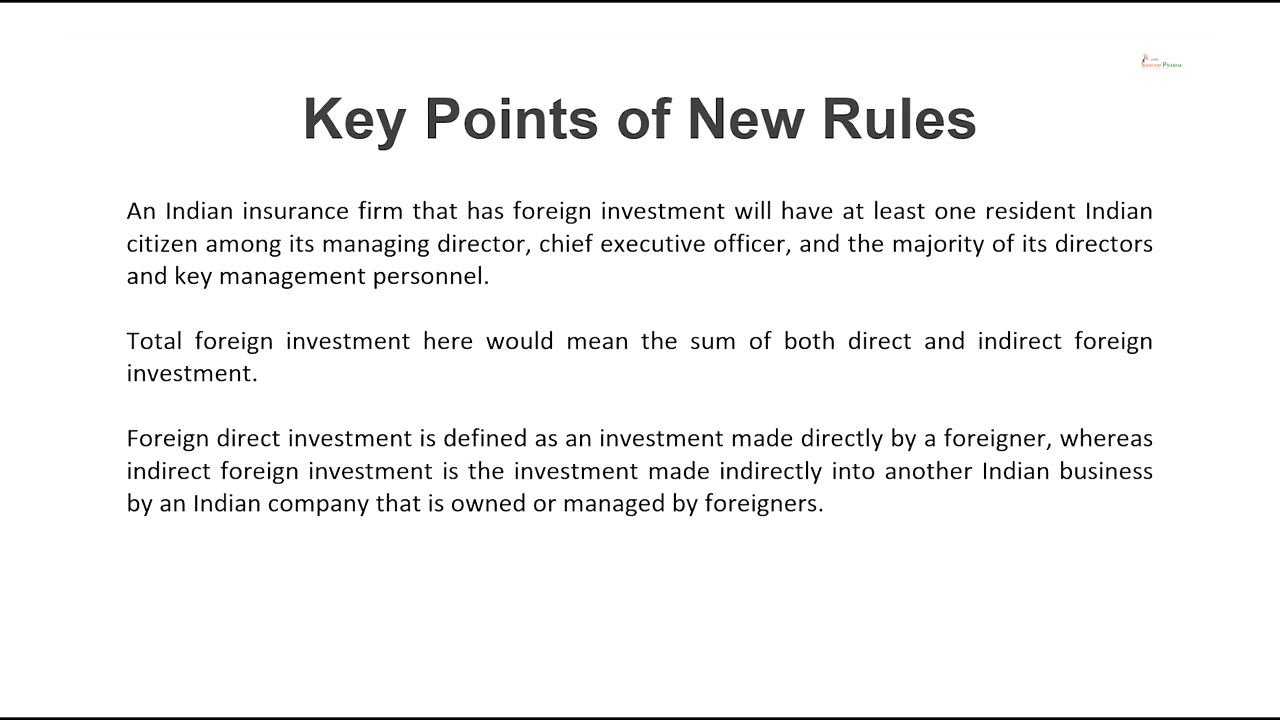 SWAYAM PRABHA
Key Points of New Rules
An Indian insurance firm that has foreign investment will have at least one resident Indian
citizen among its managing director, chief executive officer, and the majority of its directors
and key management personnel.
Total foreign investment here would mean the sum of both direct and indirect foreign
investment.
Foreign direct investment is defined as an investment made directly by a foreigner, whereas
indirect foreign investment is the investment made indirectly into another Indian business
by an Indian company that is owned or managed by foreigners.